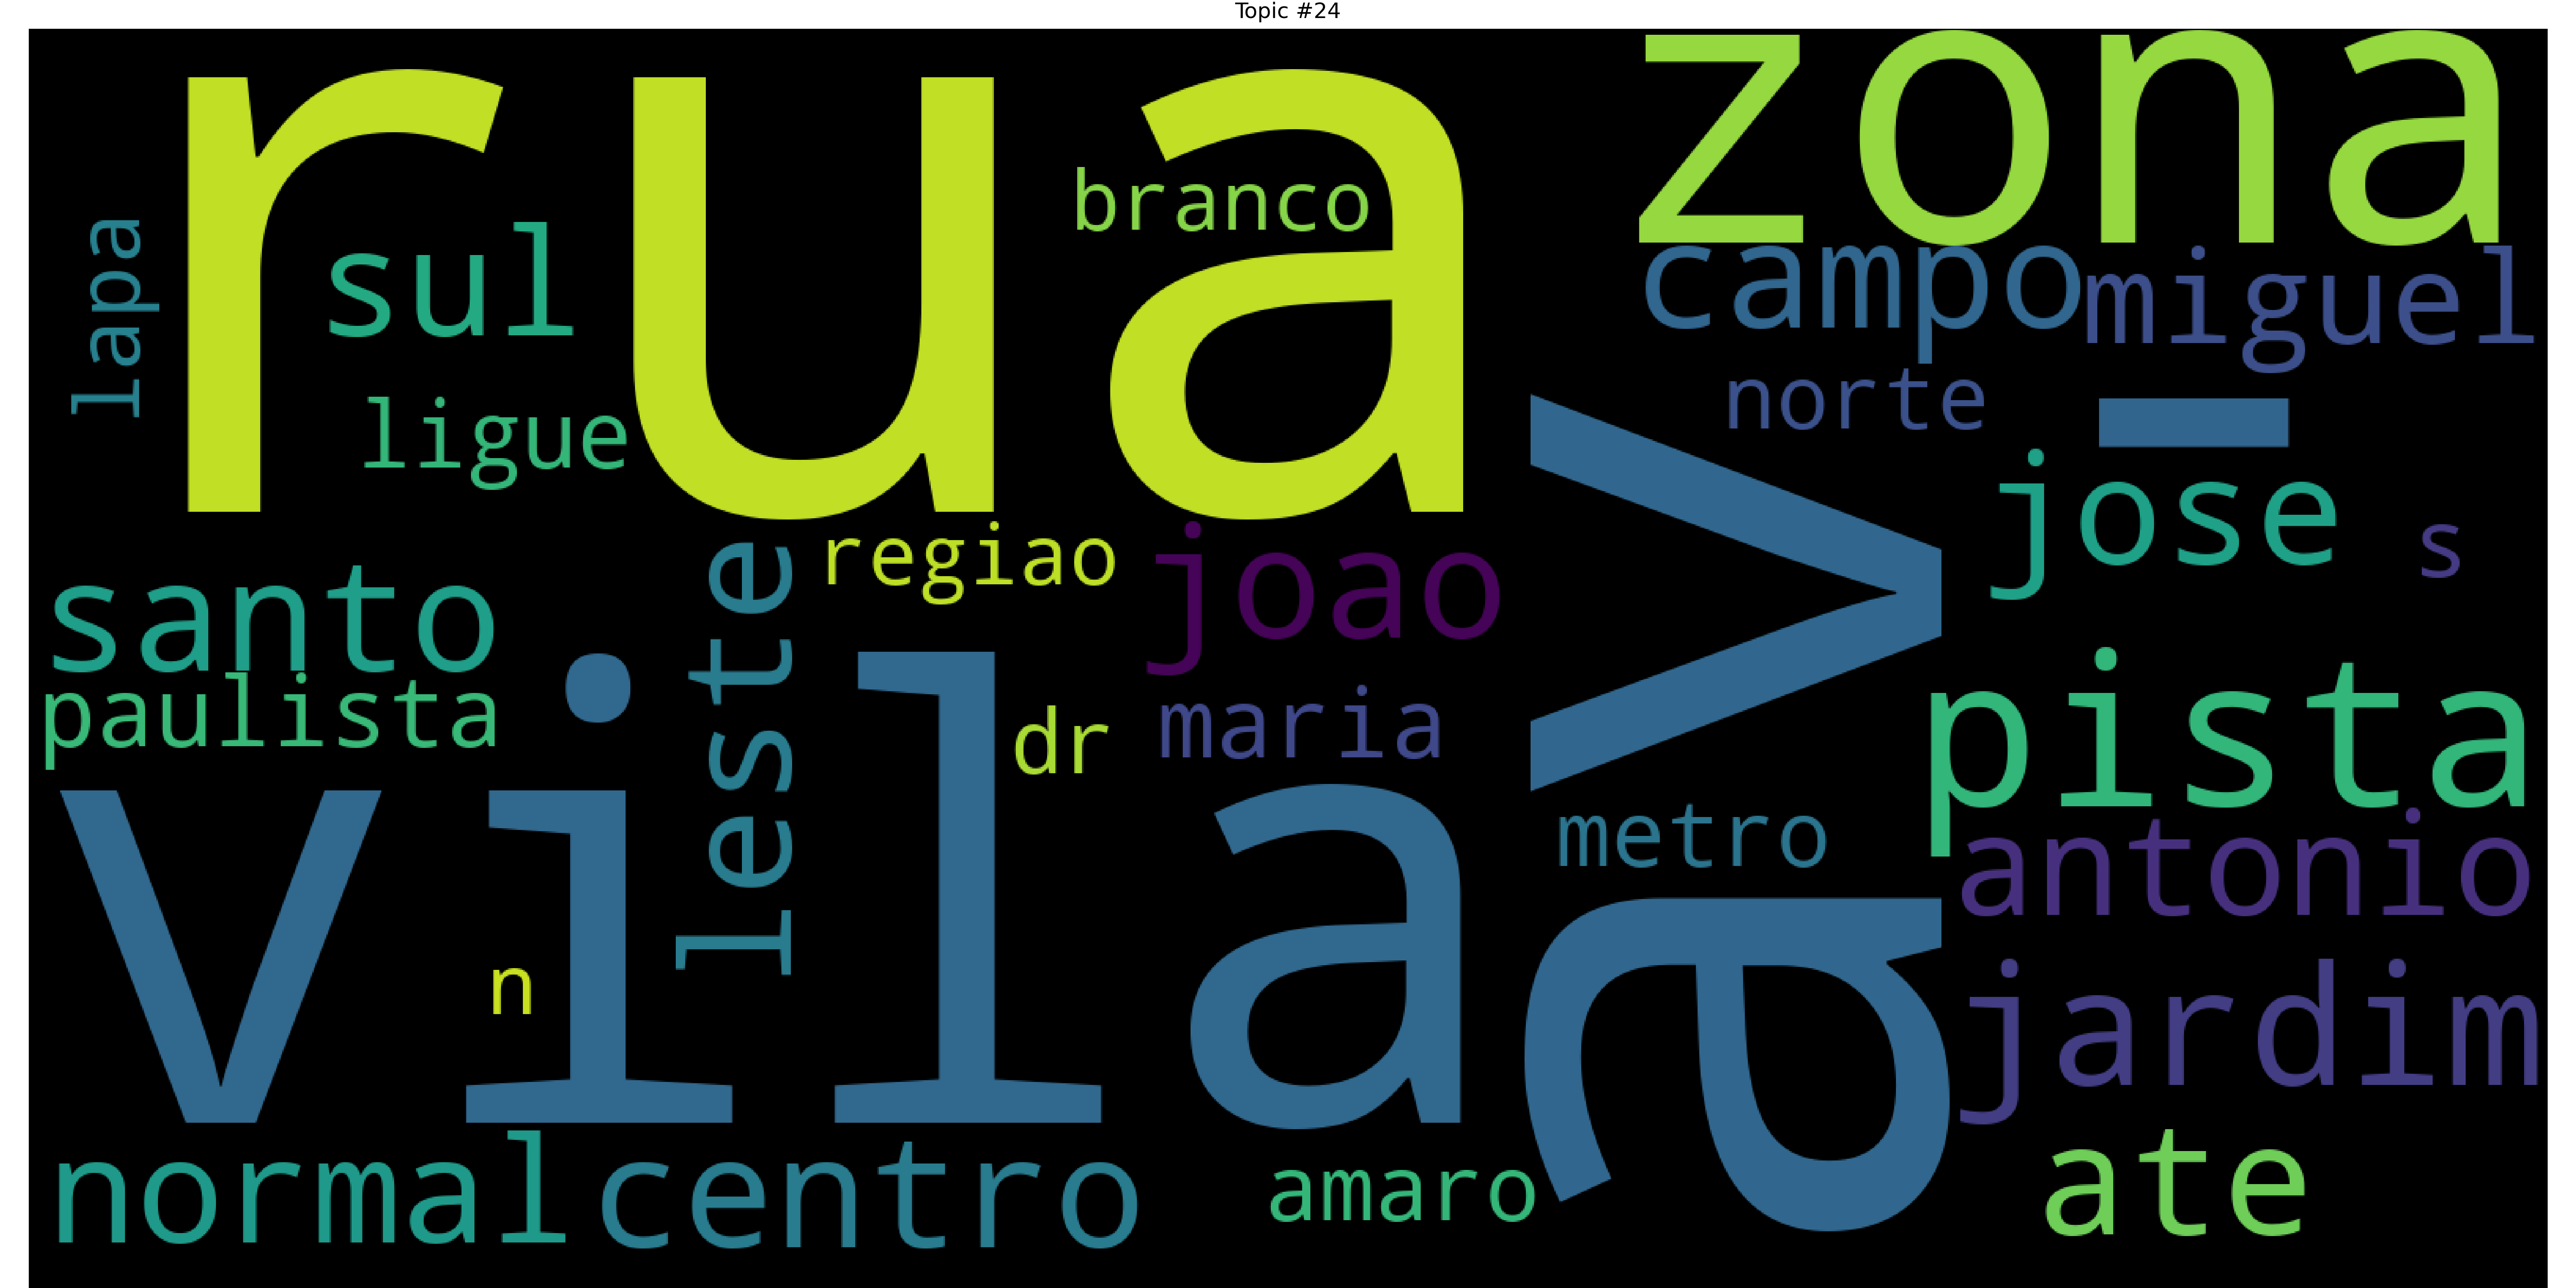 Topic #24
rua
zona
branco
lapa
sul
campo
miguel
ligue
norte
-
jose
s
regiao
joao
santo
leste
paulista
dr
maria
av
pista
vila
metro
antonio
n
jardim
normal
centro
amaro
ate